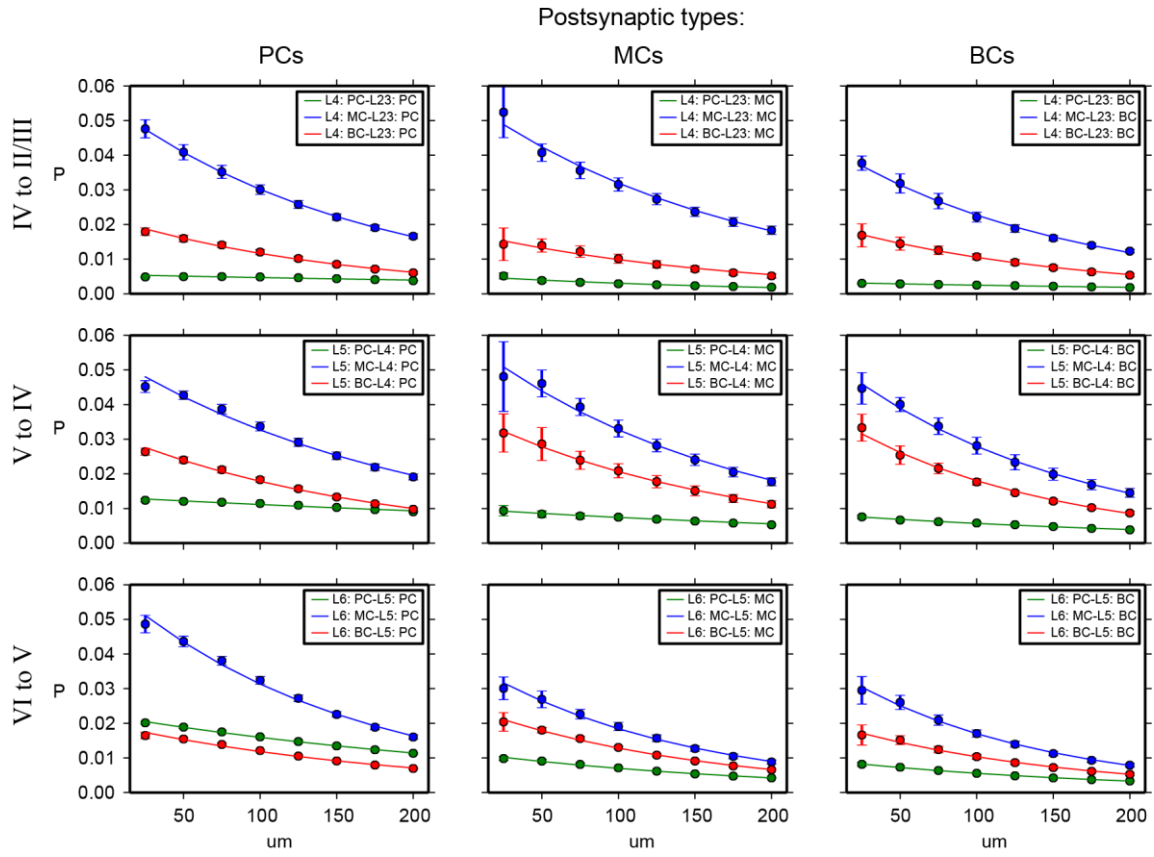 Postsynaptic types:
PCs MCs BCs
IV to II/III
P
0.06 0.05 0.04 0.03 0.02 0.01 0.00
L4: PC-L23: PC
L4: MC-L23: PC
L4: BC-L23: PC
L4: PC-L23: MC
L4: MC-L23: MC
L4: BC-L23: MC
L4: PC-L23: BC
L4: MC-L23: BC
L4: BC-L23: BC
V to IV
P
0.06 0.05 0.04 0.03 0.02 0.01 0.00
L5: PC-L4: PC
L5: MC-L4: PC
L5: BC-L4: PC
L5: PC-L4: MC
L5: MC-L4: MC
L5: BC-L4: MC
L5: PC-L4: BC
L5: MC-L4: BC
L5: BC-L4: BC
VI to V
P
0.06 0.05 0.04 0.03 0.02 0.01 0.00
L6: PC-L5: PC
L6: MC-L5: PC
L6: BC-L5: PC
L6: PC-L5: MC
L6: MC-L5: MC
L6: BC-L5: MC
L6: PC-L5: BC
L6: MC-L5: BC
L6: BC-L5: BC
50 100 150 200 50 100 150 200 50 100 150 200
um um um